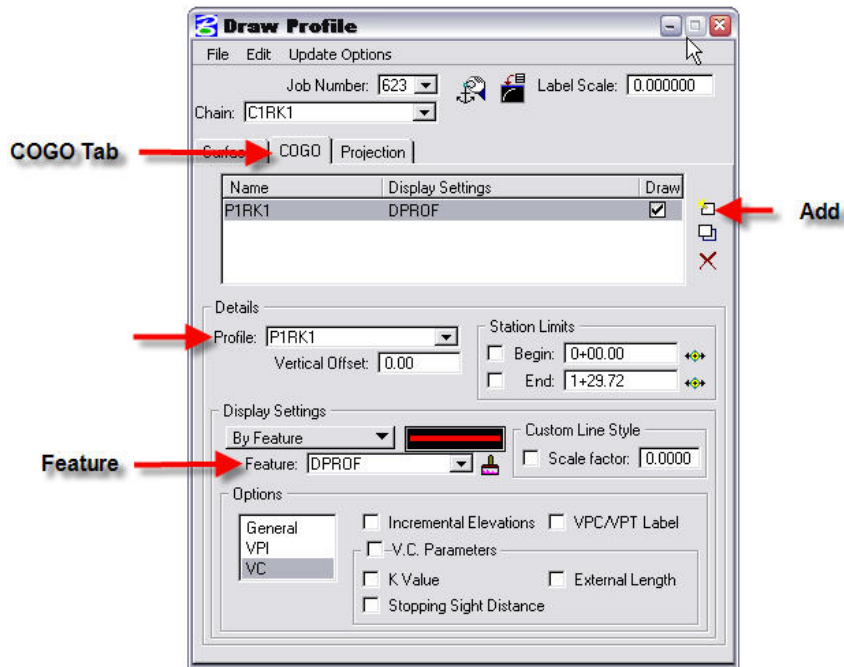 Draw Profile
File Edit Update Options
Job Number: 623 Label Scale: 0.000000
Chain: C1RK1
COGO Tab
COGO Projection
Name Display Settings Draw
P1RK1 DPROF
Add
Details
Profile: P1RK1
Vertical Offset: 0.00
Station Limits
Begin: 0+00.00
End: 1+29.72
Display Settings
By Feature
Custom Line Style
Feature
Feature: DPROF
Scale factor: 0.0000
Options
General
VPI
VC
Incremental Elevations VPC/VPT Label
V.C. Parameters
K Value External Length
Stopping Sight Distance